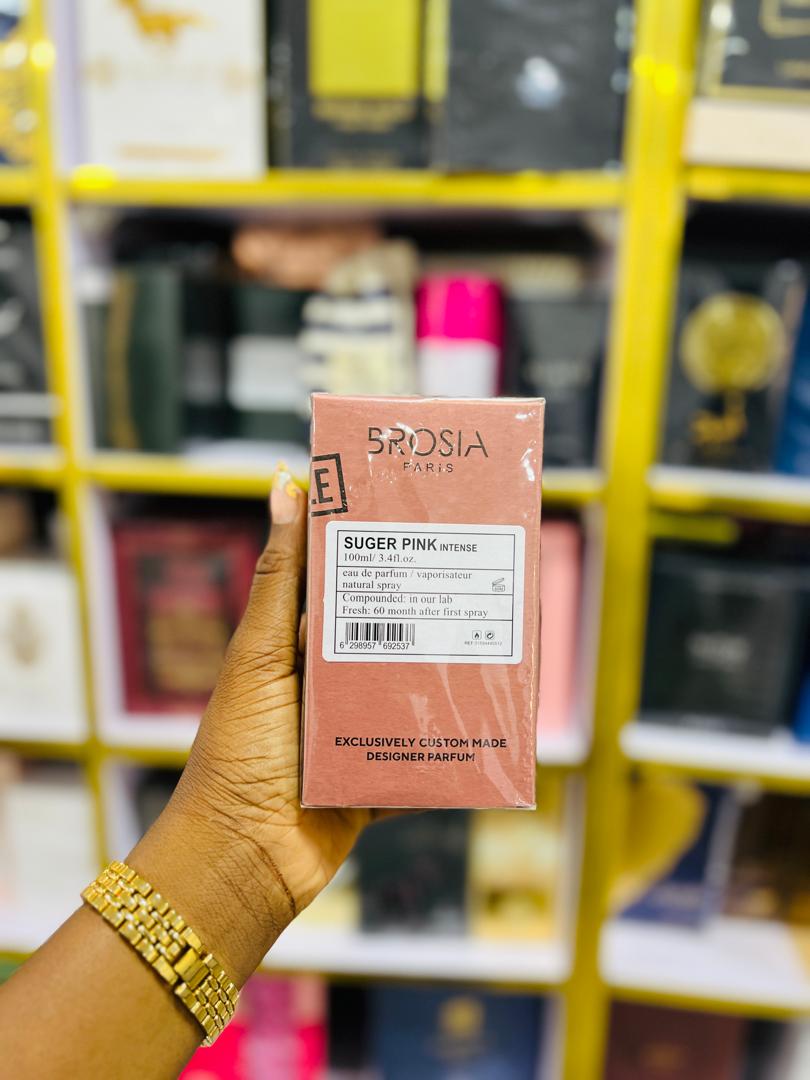 BROSIA
PARIS
LE
SUGER PINK INTENSE
100ml/ 3.4fl.oz.
eau de parfum / vaporisateur
natural spray
Compounded: in our lab
Fresh: 60 month after first spray
6 298957 692537
EXCLUSIVELY CUSTOM MADE
DESIGNER PARFUM